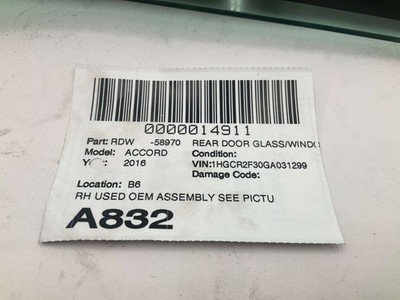 0000014911
Part: RDW -58970 REAR DOOR GLASS/WINDO
Model: ACCORD Condition:
2016 VIN:1HGCR2F30GA031299
Damage Code:
Location: B6
RH USED OEM ASSEMBLY SEE PICTU
A832